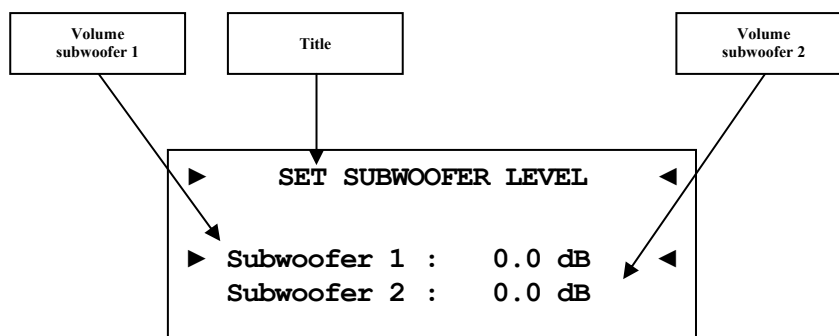 Volume
subwoofer 1
Title
Volume
subwoofer 2
► SET SUBWOOFER LEVEL ◄
► Subwoofer 1 : 0.0 dB ◄
Subwoofer 2 : 0.0 dB